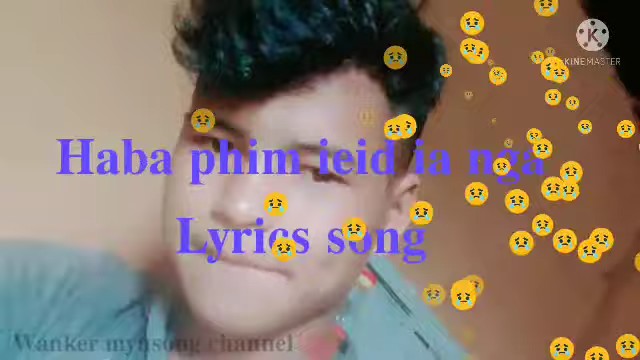 KINEMASTER
Haba phim ieid ia nga
Lyrics song
Wanker mynsong channel